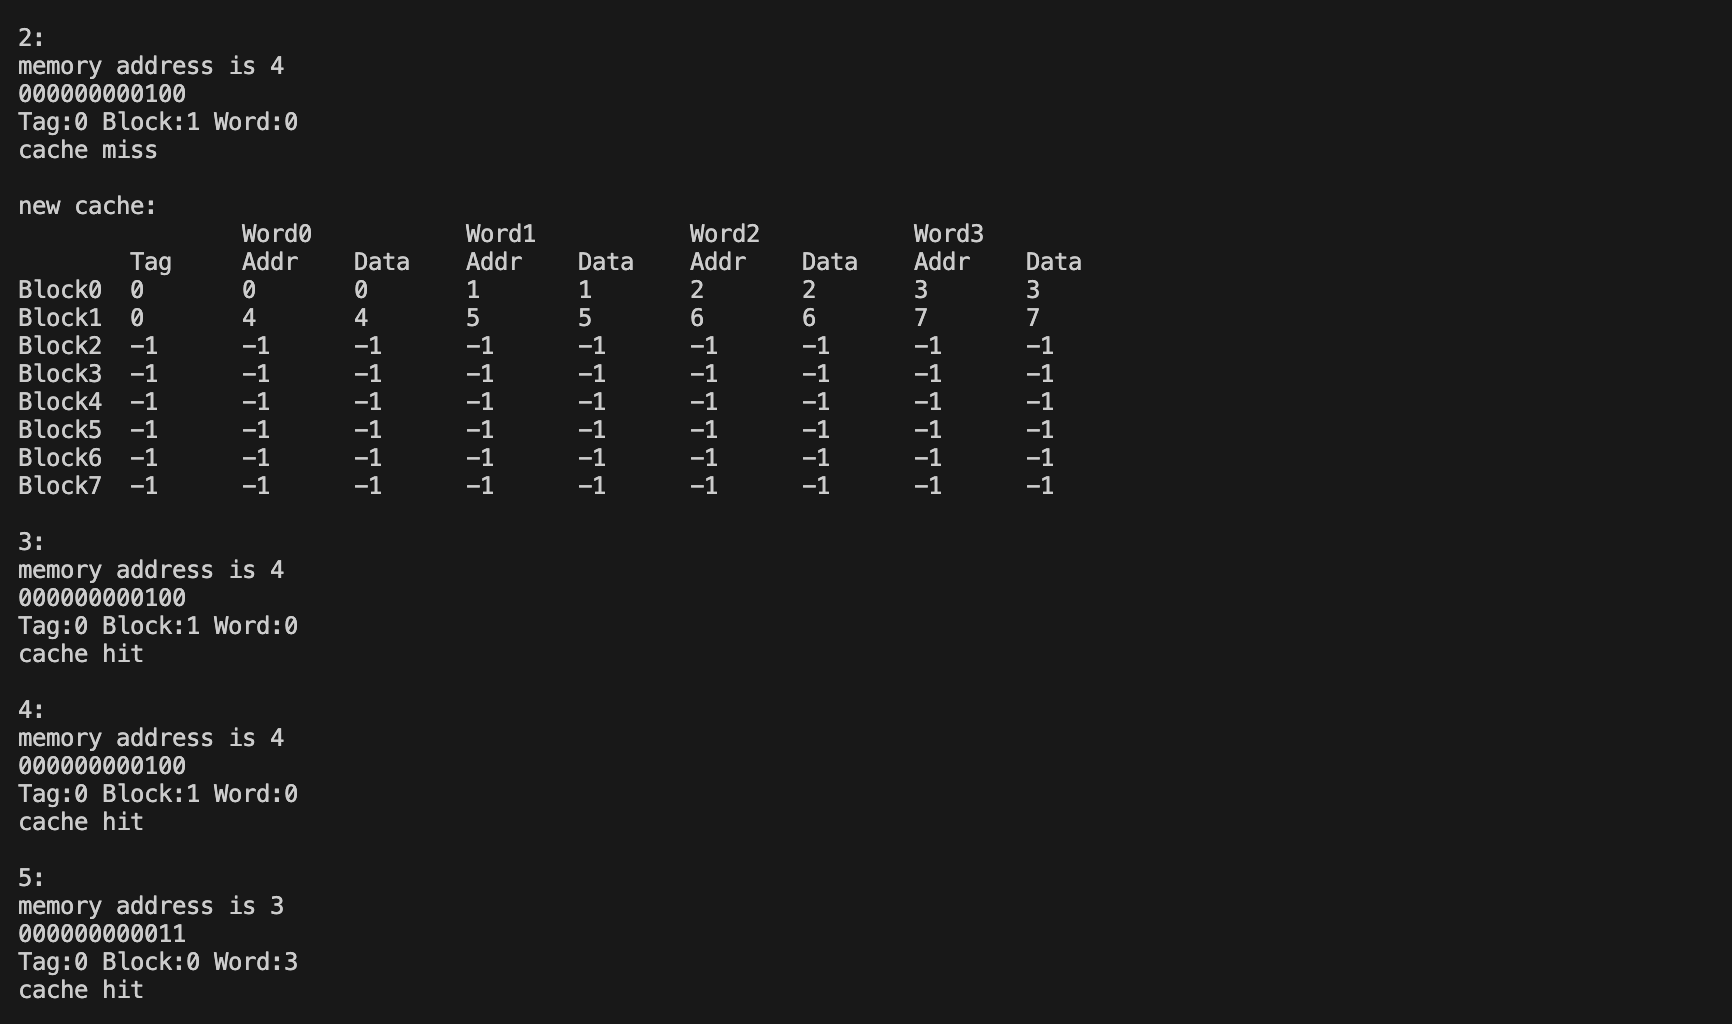 2:
memory address is 4
000000000100
Tag:0 Block:1 Word:0
cache miss

new cache:
                Word0           Word1           Word2           Word3
        Tag     Addr    Data    Addr    Data    Addr    Data    Addr    Data
Block0  0       0       0       1       1       2       2       3       3
Block1  0       4       4       5       5       6       6       7       7
Block2  -1      -1      -1      -1      -1      -1      -1      -1      -1
Block3  -1      -1      -1      -1      -1      -1      -1      -1      -1
Block4  -1      -1      -1      -1      -1      -1      -1      -1      -1
Block5  -1      -1      -1      -1      -1      -1      -1      -1      -1
Block6  -1      -1      -1      -1      -1      -1      -1      -1      -1
Block7  -1      -1      -1      -1      -1      -1      -1      -1      -1

3:
memory address is 4
000000000100
Tag:0 Block:1 Word:0
cache hit

4:
memory address is 4
000000000100
Tag:0 Block:1 Word:0
cache hit

5:
memory address is 3
000000000011
Tag:0 Block:0 Word:3
cache hit